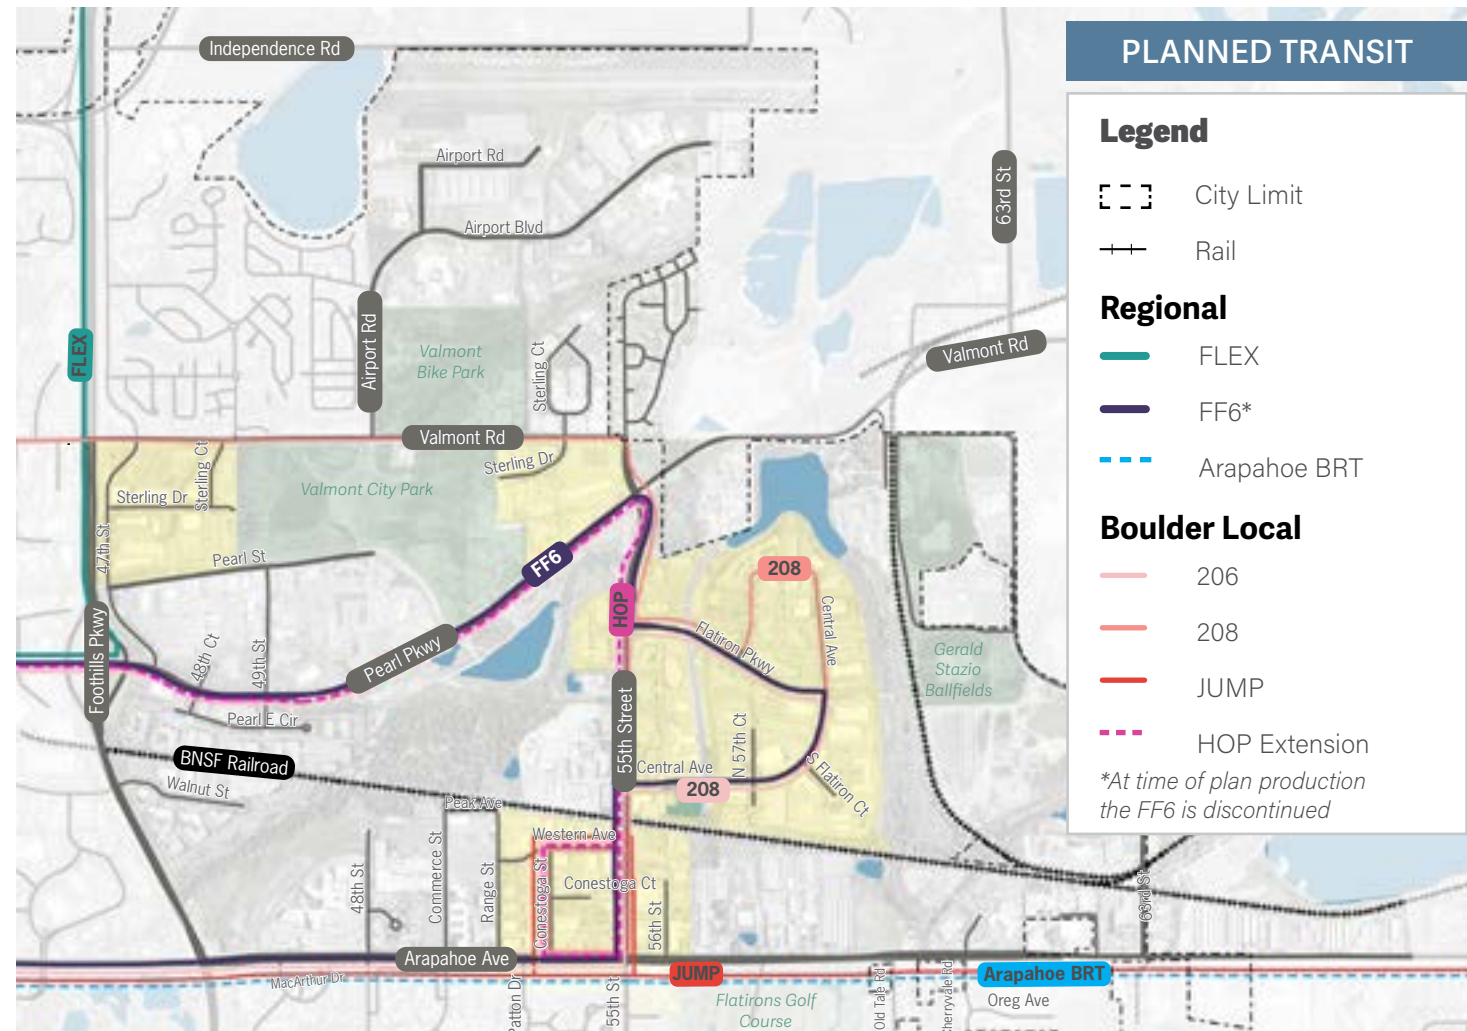 PLANNED TRANSIT
Legend
City Limit
Rail
Regional
FLEX
FF6*
Arapahoe BRT
Boulder Local
206
208
JUMP
HOP Extension
*At time of plan production
the FF6 is discontinued
Independence Rd
Airport Rd
63rd St
Airport Blvd
FLEX
Airport Rd
Valmont
Bike Park
Sterling Ct
Valmont Rd
Valmont Rd
Sterling Ct
Sterling Dr
Sterling Dr
Valmont City Park
47th St
Pearl St
FF6
208
HOP
Central Ave
Foothills Pkwy
48th Ct
49th St
Pearl Pkwy
Flatiron Pkwy
Gerald
Stazio
Ballfields
Pearl E Cir
55th Street
N 57th Ct
BNSF Railroad
Central Ave
S Flatiron Ct
Walnut St
208
Peak Ave
Western Ave
48th St
Commerce St
Range St
Conestoga St
Conestoga Ct
56th St
63rd St
Arapahoe Ave
MacArthur Dr
JUMP
Arapahoe BRT
Patton Dr
55th St
Flatirons Golf
Course
Old Tale Rd
Cherryvale Rd
Oreg Ave